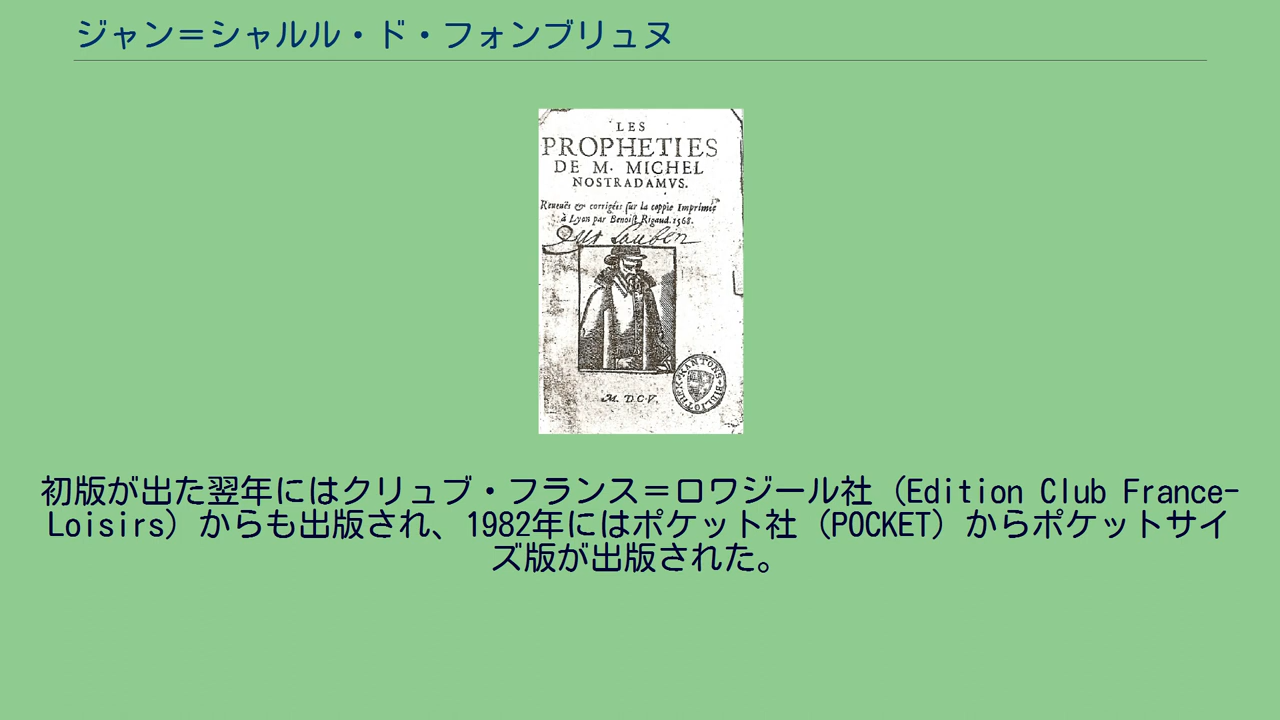 ジャン＝シャルル・ド・フォンブリュヌ
LES
PROPHETIES
DE M. MICHEL
NOSTRADAMVS.
Reueuës & corrigées sur la coppie Imprimée
à Lyon par Benoist Rigaud. 1568.
M. DCV.
初版が出た翌年にはクリュブ・フランス＝ロワジール社（Edition Club France-
Loisirs）からも出版され、1982年にはポケット社（POCKET）からポケットサイ
ズ版が出版された。